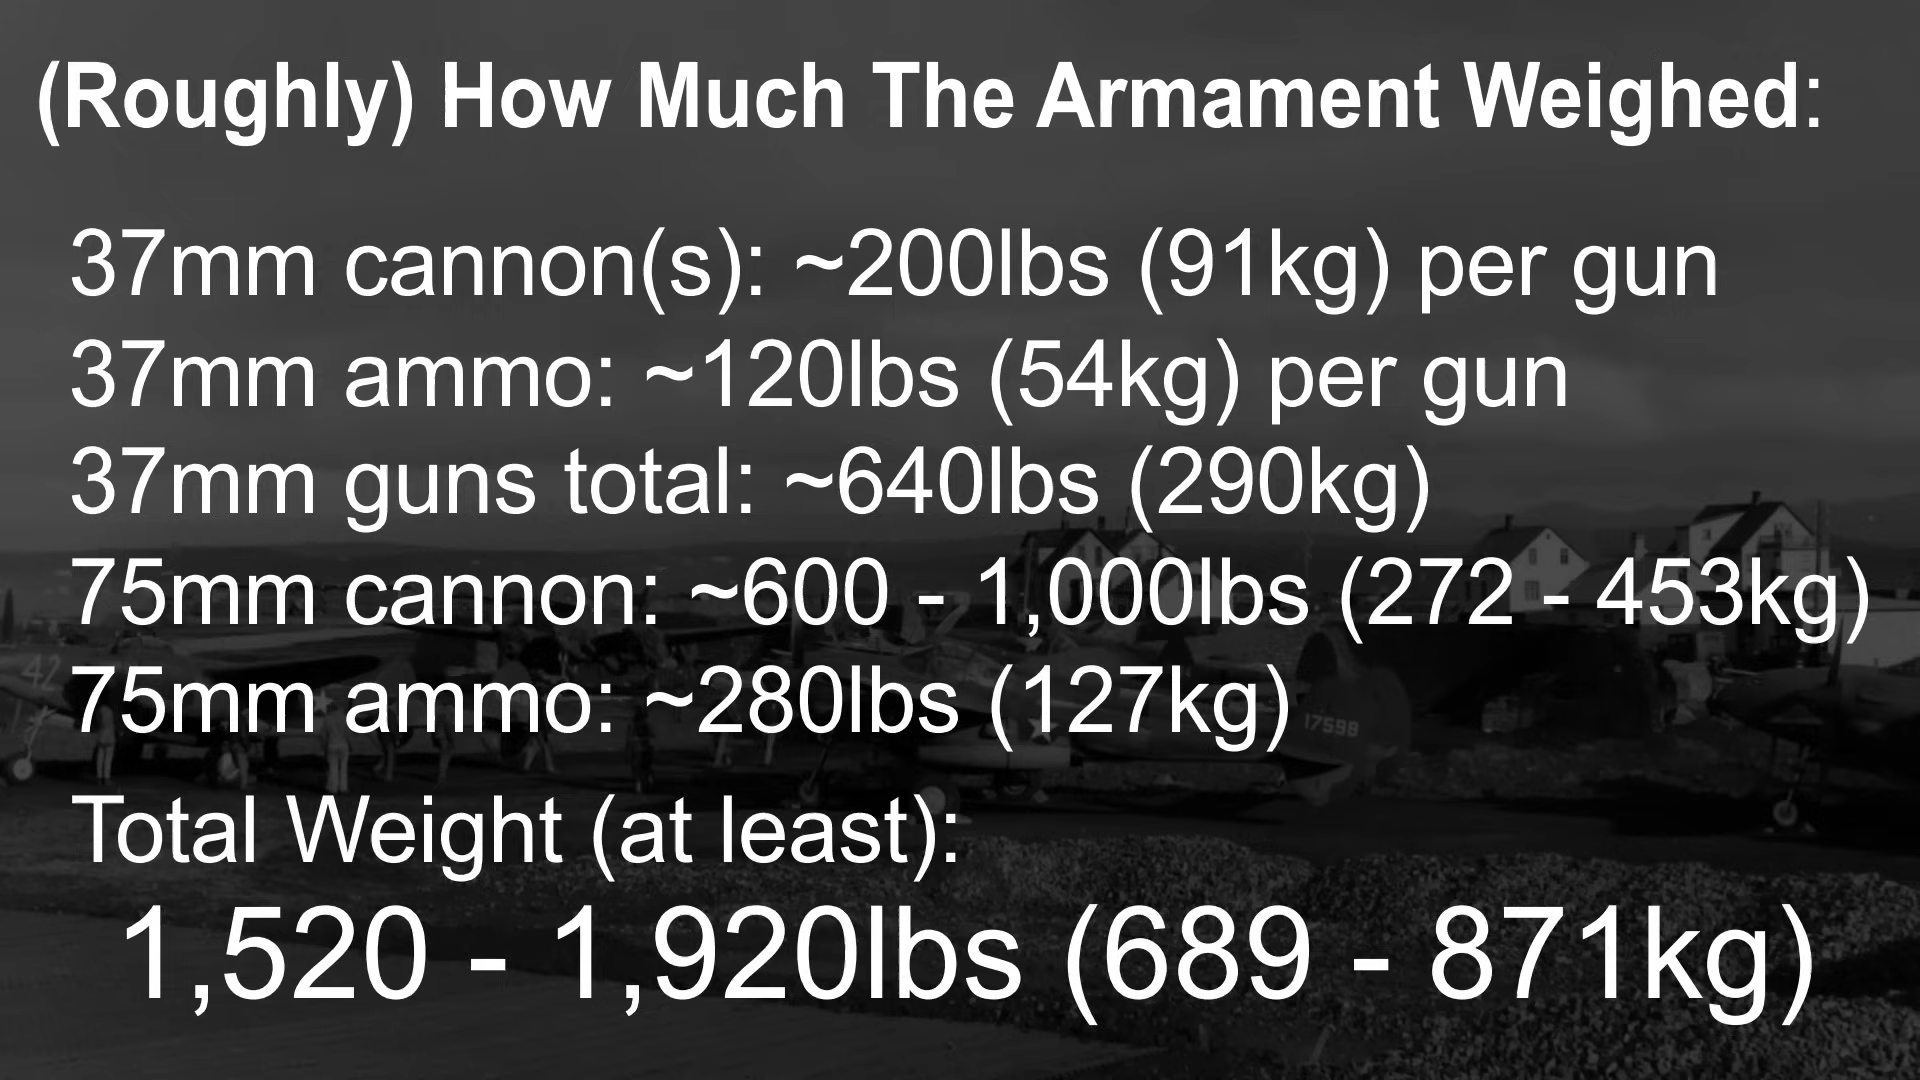 (Roughly) How Much The Armament Weighed:
37mm cannon(s): ~200lbs (91kg) per gun
37mm ammo: ~120lbs (54kg) per gun
37mm guns total: ~640lbs (290kg)
75mm cannon: ~600 - 1,000lbs (272 - 453kg)
42
75mm ammo: ~280lbs (127kg)
17598
Total Weight (at least):
1,520 - 1,920lbs (689 - 871kg)